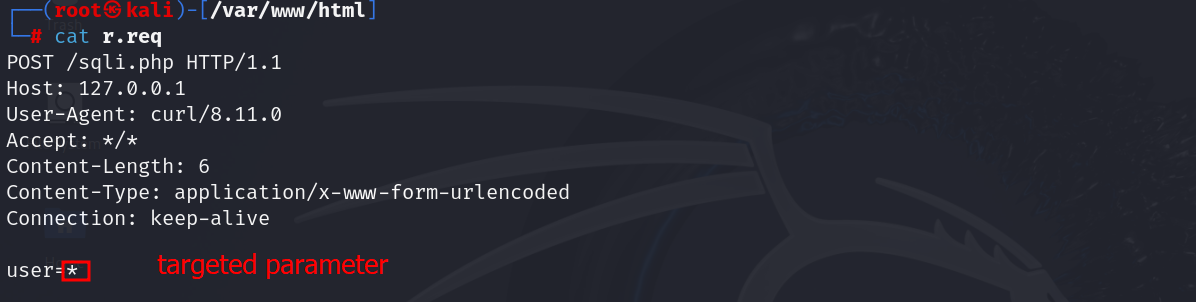 ┌──(root㉿kali)-[/var/www/html]
└─# cat r.req
POST /sqli.php HTTP/1.1
Host: 127.0.0.1
User-Agent: curl/8.11.0
Accept: */*
Content-Length: 6
Content-Type: application/x-www-form-urlencoded
Connection: keep-alive

user=* targeted parameter